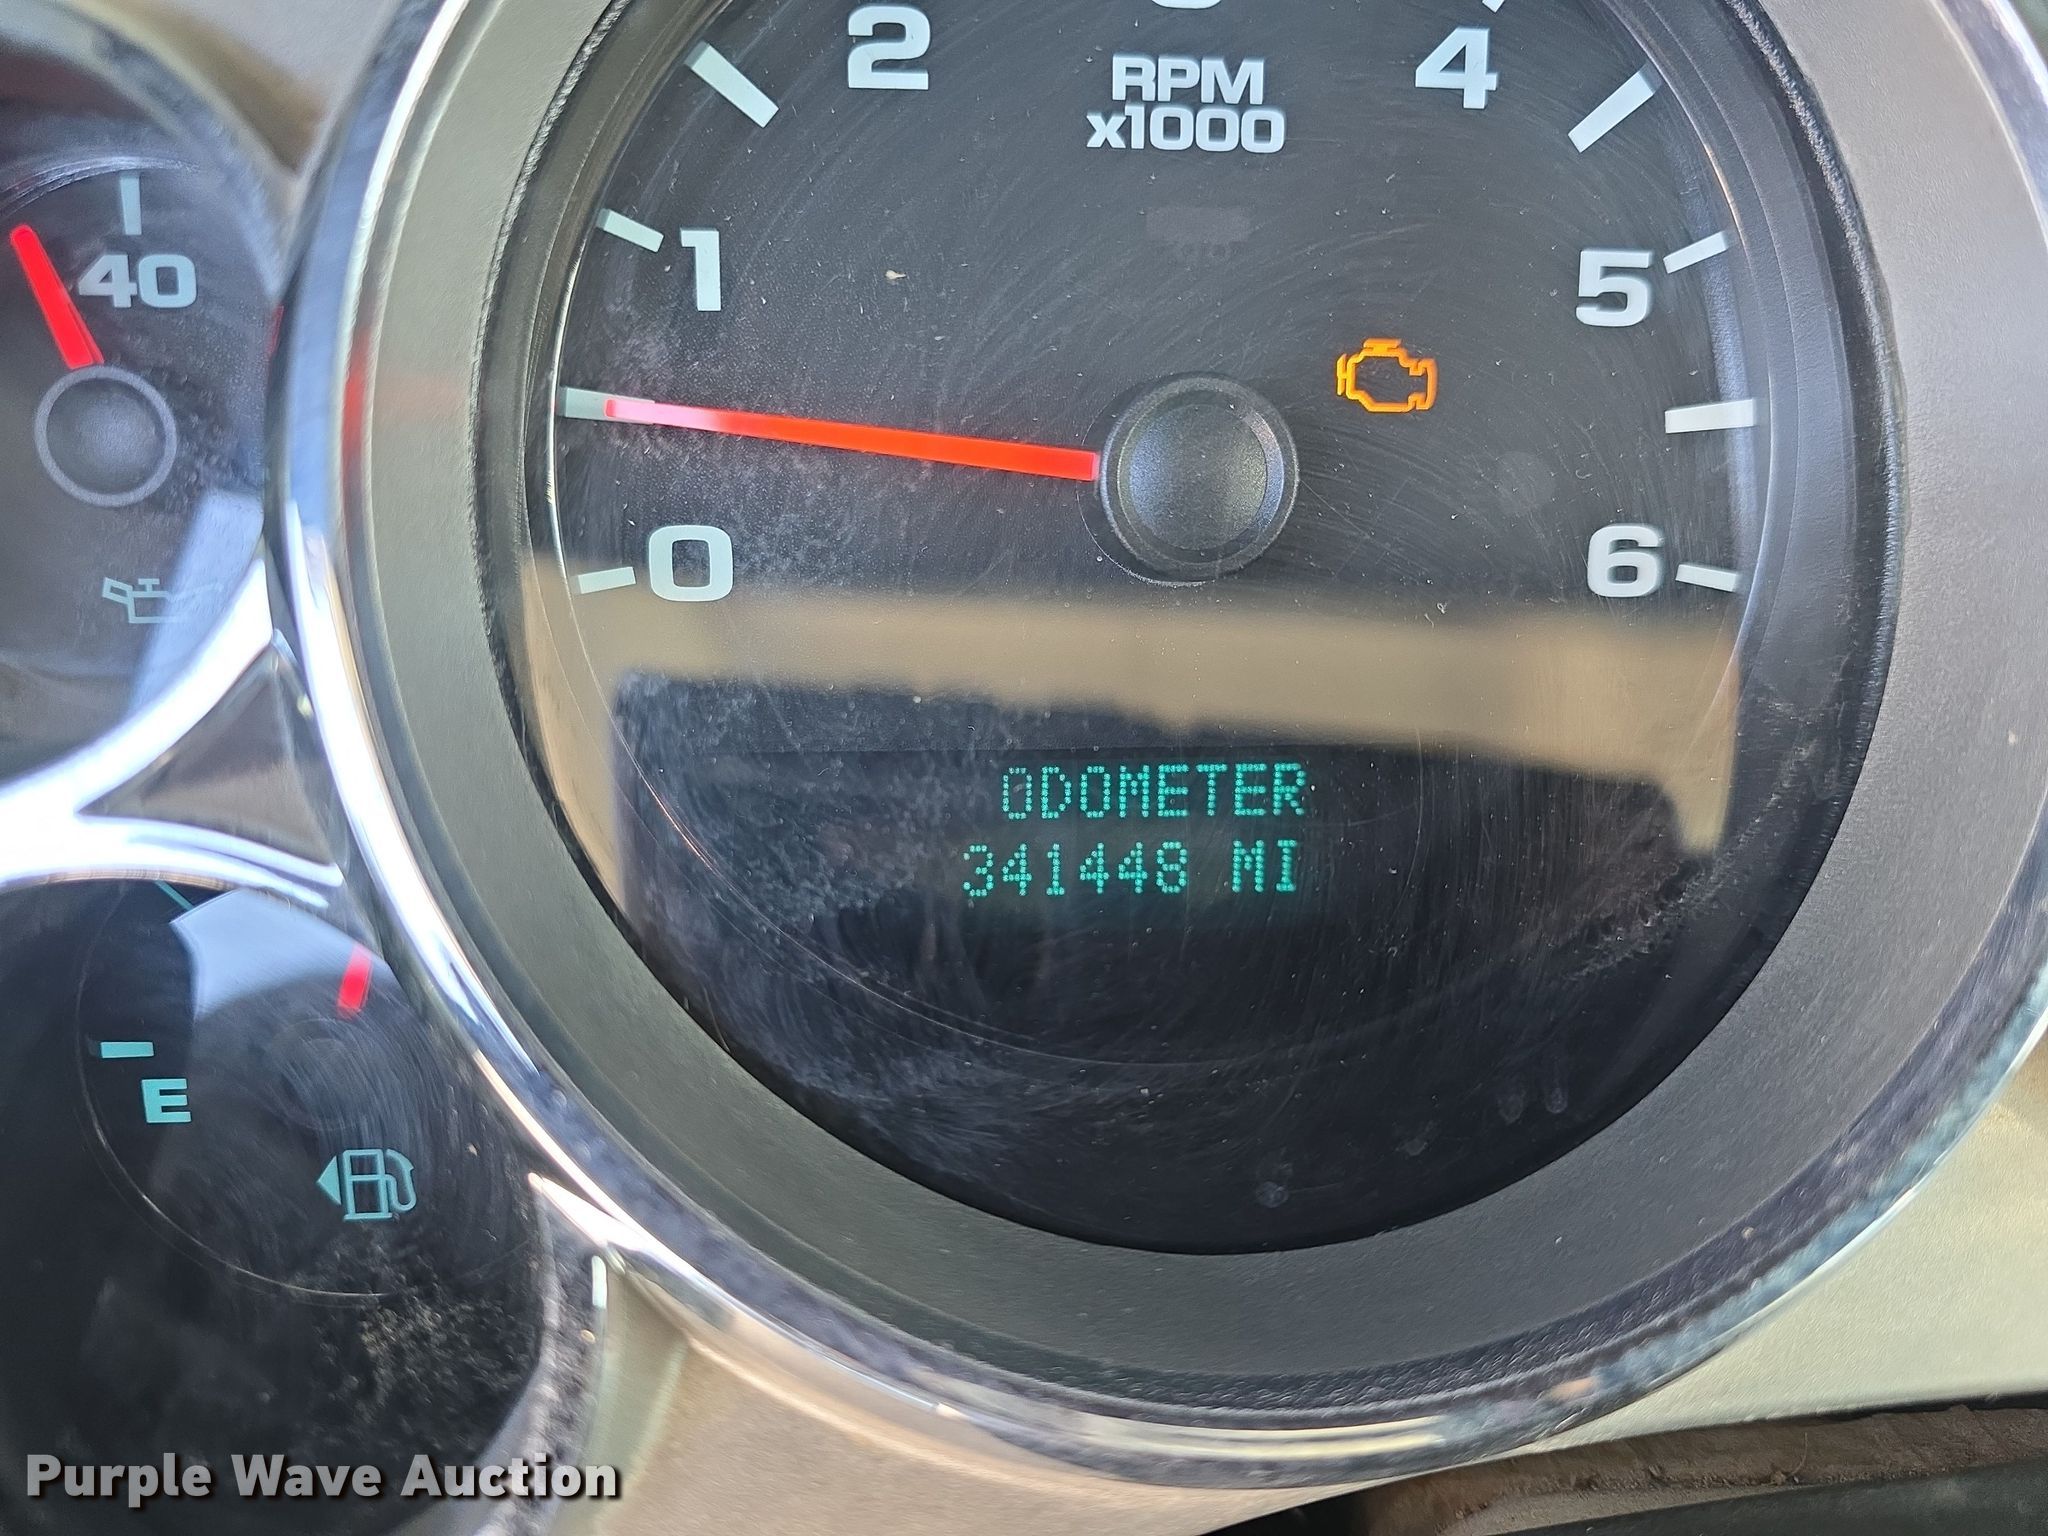 2
4
RPM
x1000
1
5
40
0
6
ODOMETER
341448 MI
E
Purple Wave Auction